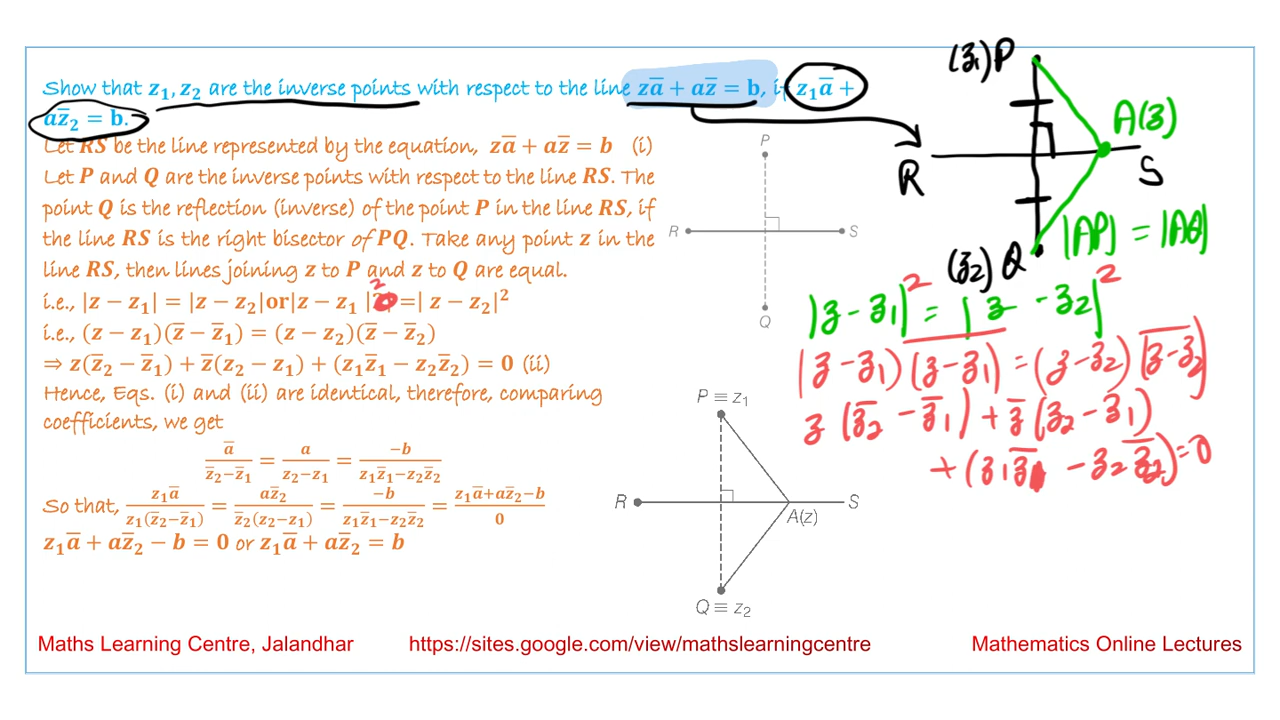 Show that z₁, z₂ are the inverse points with respect to the line za̅ + az̅ = b, if z₁a̅ +
az̅₂ = b.
Let RS be the line represented by the equation, za̅ + az̅ = b (i)
Let P and Q are the inverse points with respect to the line RS. The
point Q is the reflection (inverse) of the point P in the line RS, if
the line RS is the right bisector of PQ. Take any point z in the
line RS, then lines joining z to P and z to Q are equal.
i.e., |z − z₁| = |z − z₂| or |z − z₁ |² = | z − z₂|²
i.e., (z − z₁)(z̅ − z̅₁) = (z − z₂)(z̅ − z̅₂)
⇒ z(z̅₂ − z̅₁) + z̅(z₂ − z₁) + (z₁z̅₁ − z₂z̅₂) = 0 (ii)
Hence, Eqs. (i) and (ii) are identical, therefore, comparing
coefficients, we get
a̅/(z̅₂−z̅₁) = a/(z₂−z₁) = −b/(z₁z̅₁−z₂z̅₂)
So that, z₁a̅/(z₁(z̅₂−z̅₁)) = az̅₂/(z̅₂(z₂−z₁)) = −b/(z₁z̅₁−z₂z̅₂) = (z₁a̅+az̅₂−b)/0
z₁a̅ + az̅₂ − b = 0 or z₁a̅ + az̅₂ = b
P
R S
Q
P ≡ z₁
R S
A(z)
Q ≡ z₂
(z₁) P
A(z)
R S
(z₂) Q
|AP| = |AQ|
|z − z₁|² = |z − z₂|²
(z − z₁) (z̅ − z̅₁) = (z − z₂) (z̅ − z̅₂)
z (z̅₂ − z̅₁) + z̅ (z₂ − z₁)
+ (z₁z̅₁ − z₂z̅₂) = 0
Maths Learning Centre, Jalandhar https://sites.google.com/view/mathslearningcentre Mathematics Online Lectures